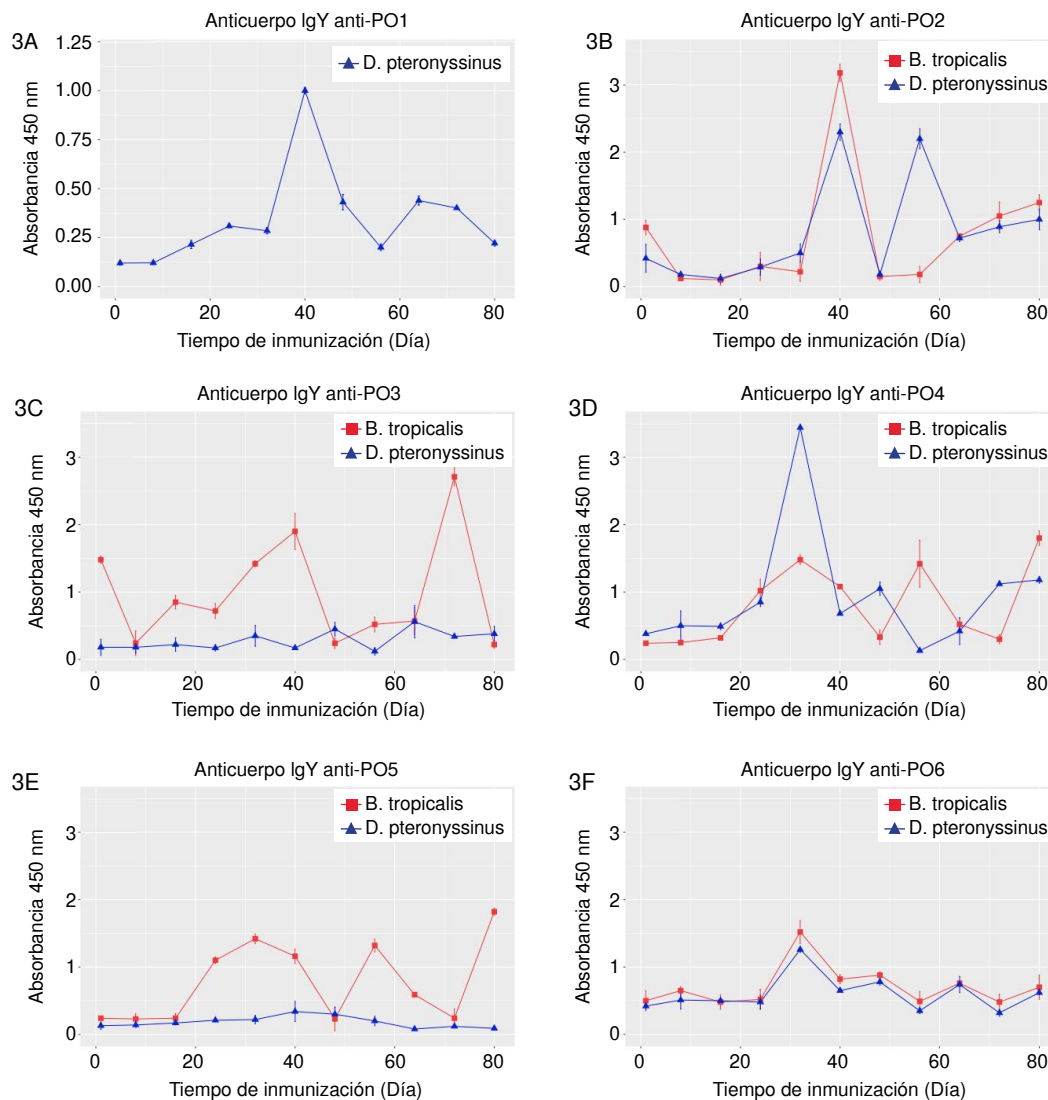 Anticuerpo IgY anti-PO1
3A
D. pteronyssinus
1.25
1.00
0.75
0.50
0.25
0.00
Absorbancia 450 nm
0 20 40 60 80
Tiempo de inmunización (Día)
Anticuerpo IgY anti-PO2
3B
B. tropicalis
D. pteronyssinus
3
2
1
0
Absorbancia 450 nm
0 20 40 60 80
Tiempo de inmunización (Día)
Anticuerpo IgY anti-PO3
3C
B. tropicalis
D. pteronyssinus
3
2
1
0
Absorbancia 450 nm
0 20 40 60 80
Tiempo de inmunización (Día)
Anticuerpo IgY anti-PO4
3D
B. tropicalis
D. pteronyssinus
3
2
1
0
Absorbancia 450 nm
0 20 40 60 80
Tiempo de inmunización (Día)
Anticuerpo IgY anti-PO5
3E
B. tropicalis
D. pteronyssinus
3
2
1
0
Absorbancia 450 nm
0 20 40 60 80
Tiempo de inmunización (Día)
Anticuerpo IgY anti-PO6
3F
B. tropicalis
D. pteronyssinus
3
2
1
0
Absorbancia 450 nm
0 20 40 60 80
Tiempo de inmunización (Día)